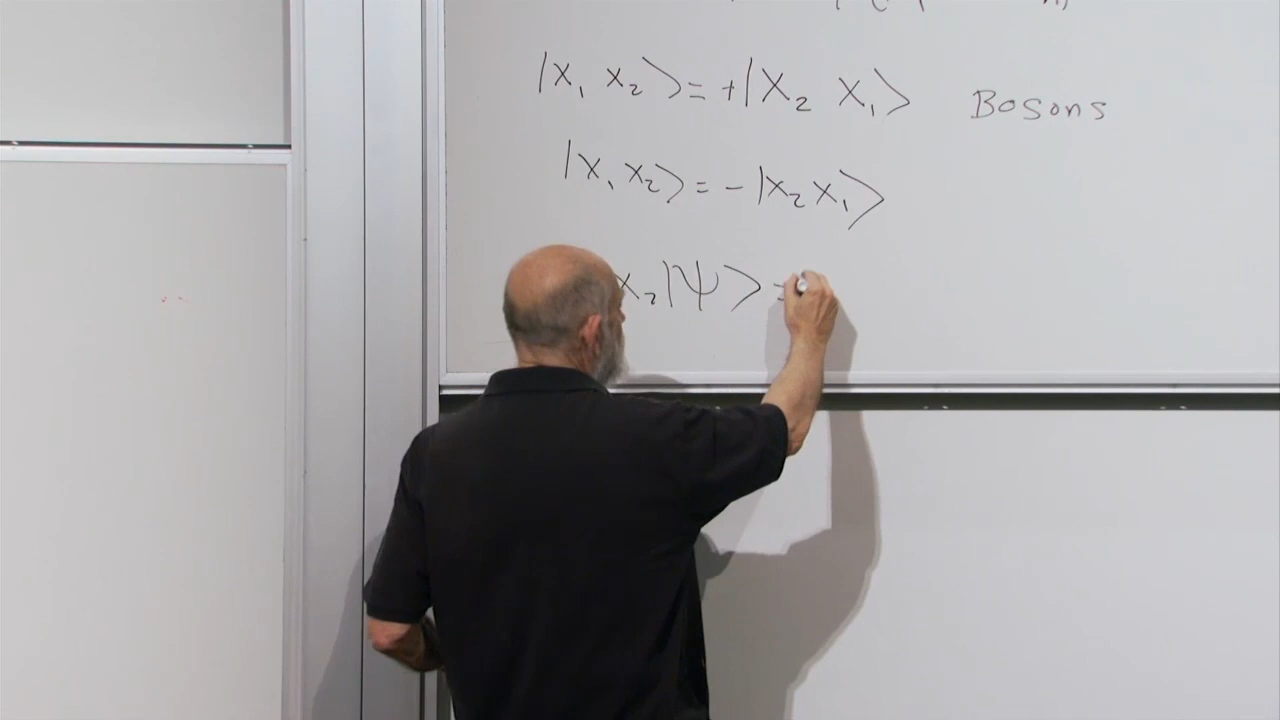 |x₁ x₂⟩ = +|x₂ x₁⟩ Bosons
|x₁ x₂⟩ = -|x₂ x₁⟩
x₂|Ψ⟩ =